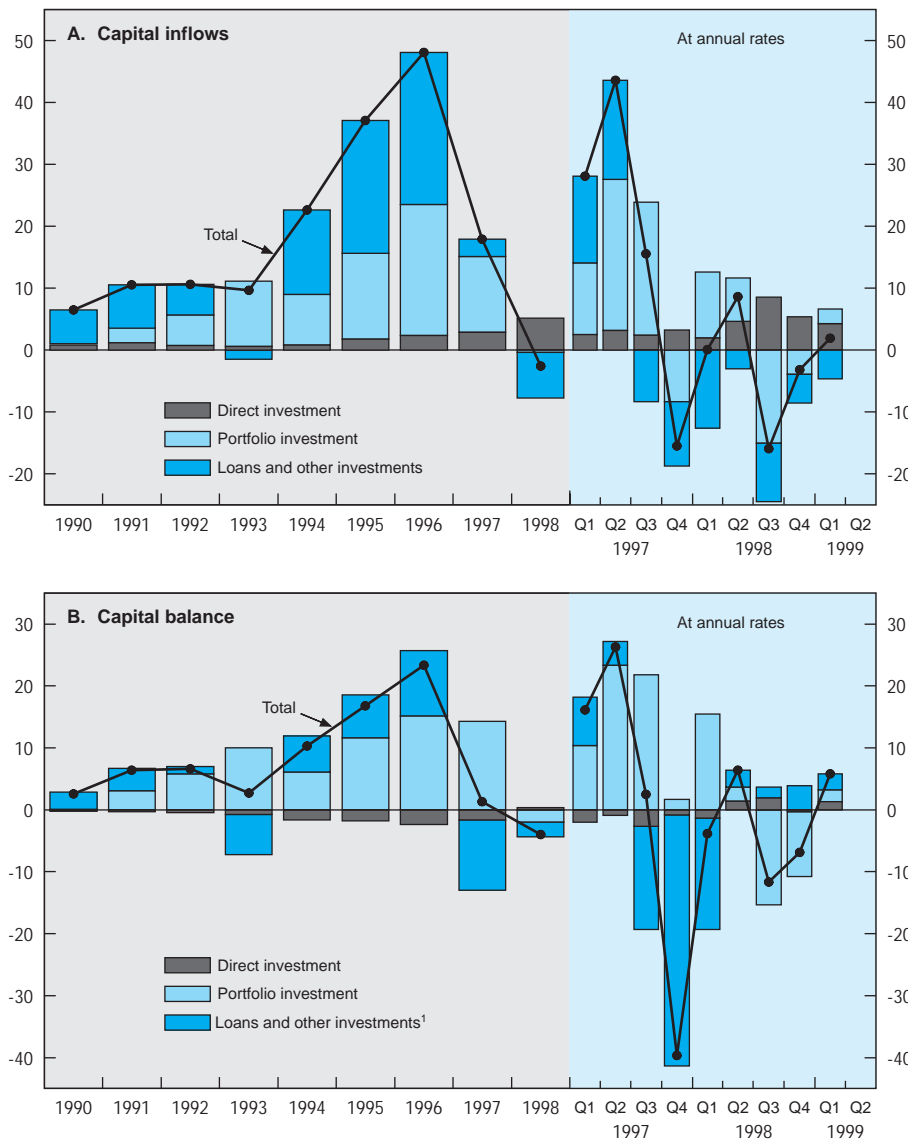 A. Capital inflows
At annual rates
50
50
40
40
30
30
20
20
Total
10
10
0
0
Direct investment
-10
-10
Portfolio investment
Loans and other investments
-20
-20
1990 1991 1992 1993 1994 1995 1996 1997 1998 Q1 Q2 Q3 Q4 Q1 Q2 Q3 Q4 Q1 Q2
1997 1998 1999
B. Capital balance
At annual rates
30
30
20
20
Total
10
10
0
0
-10
-10
-20
-20
Direct investment
Portfolio investment
-30
-30
Loans and other investments¹
-40
-40
1990 1991 1992 1993 1994 1995 1996 1997 1998 Q1 Q2 Q3 Q4 Q1 Q2 Q3 Q4 Q1 Q2
1997 1998 1999